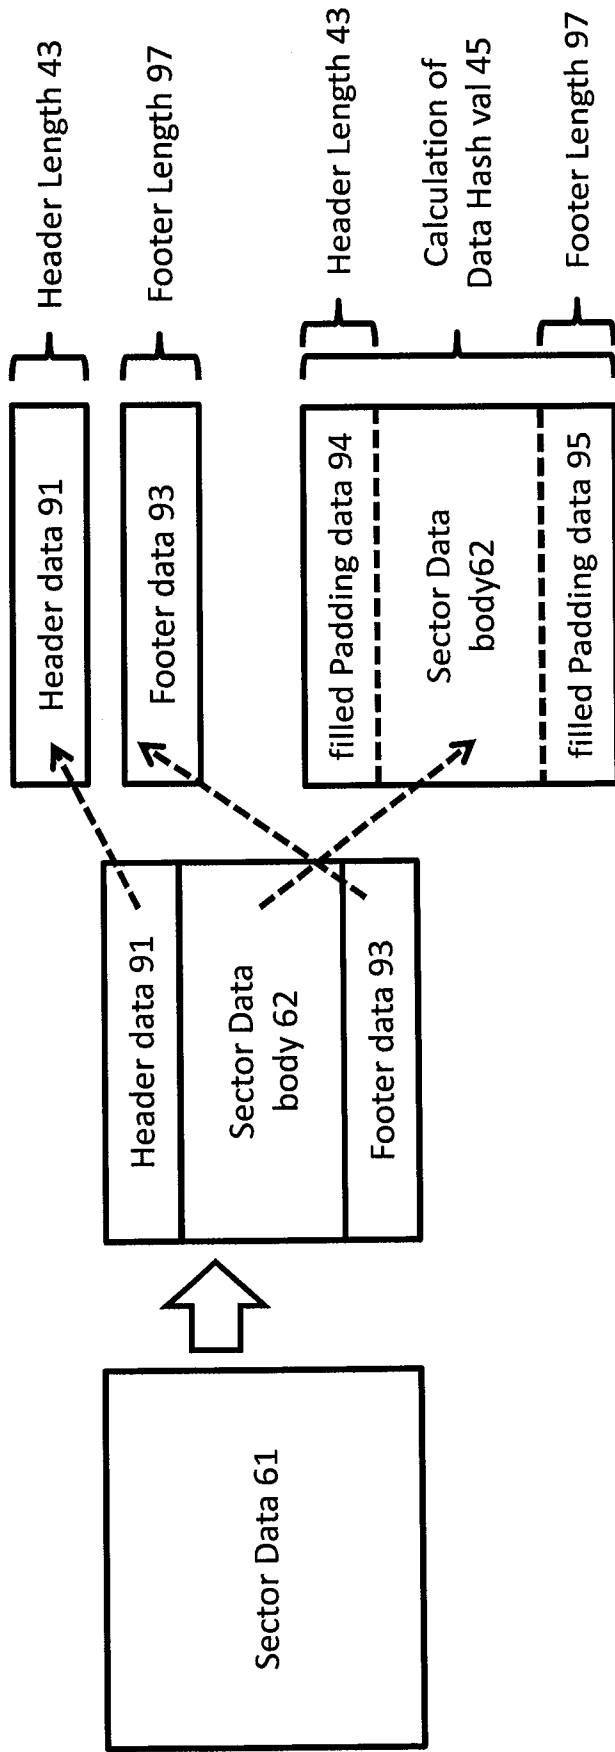 Sector Data 61
Header data 91
Sector Data
body 62
Footer data 93
Header data 91
Header Length 43
Footer data 93
Footer Length 97
filled Padding data 94
Sector Data
body62
filled Padding data 95
Header Length 43
Calculation of
Data Hash val 45
Footer Length 97